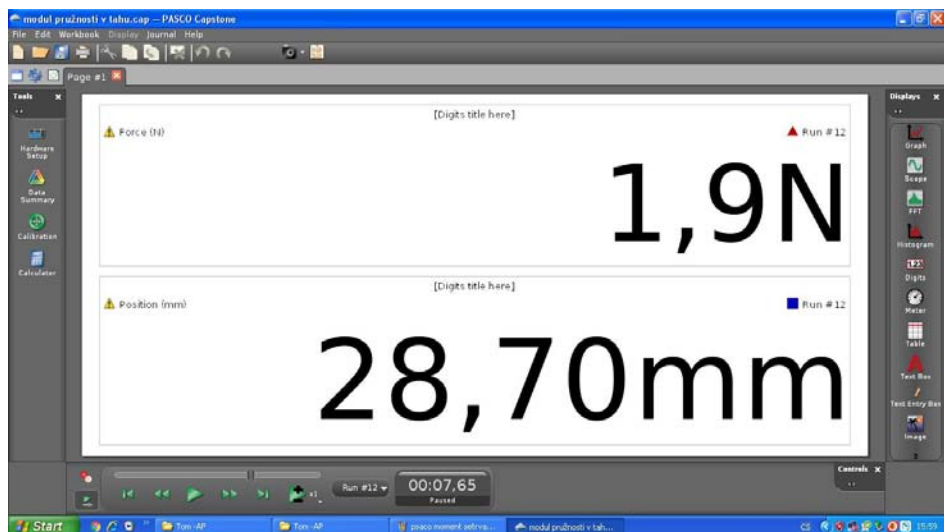 modul pružnosti v tahu.cap — PASCO Capstone
File Edit Workbook Display Journal Help
Page #1
Tools
Displays
[Digits title here]
Force (N)
Run #12
1,9N
[Digits title here]
Position (mm)
Run #12
28,70mm
Hardware
Setup
Data
Summary
Calibration
Calculator
Graph
Scope
FFT
Histogram
1.23
Digits
Meter
Table
Text Box
Text Entry Box
Image
Controls
x1
Run #12
00:07,65
Paused
Start
Tom -AP
Tom -AP
modul pružnosti v tah...
CS
15:59